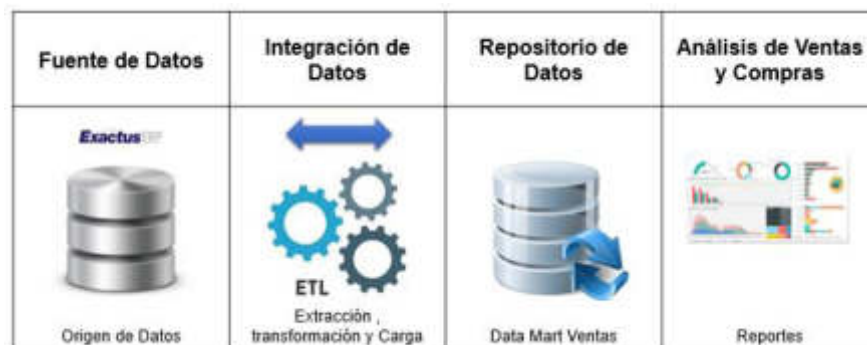 Fuente de Datos
Integración de
Datos
Repositorio de
Datos
Análisis de Ventas
y Compras
Exactus
ETL
Origen de Datos
Extracción ,
transformación y Carga
Data Mart Ventas
Reportes